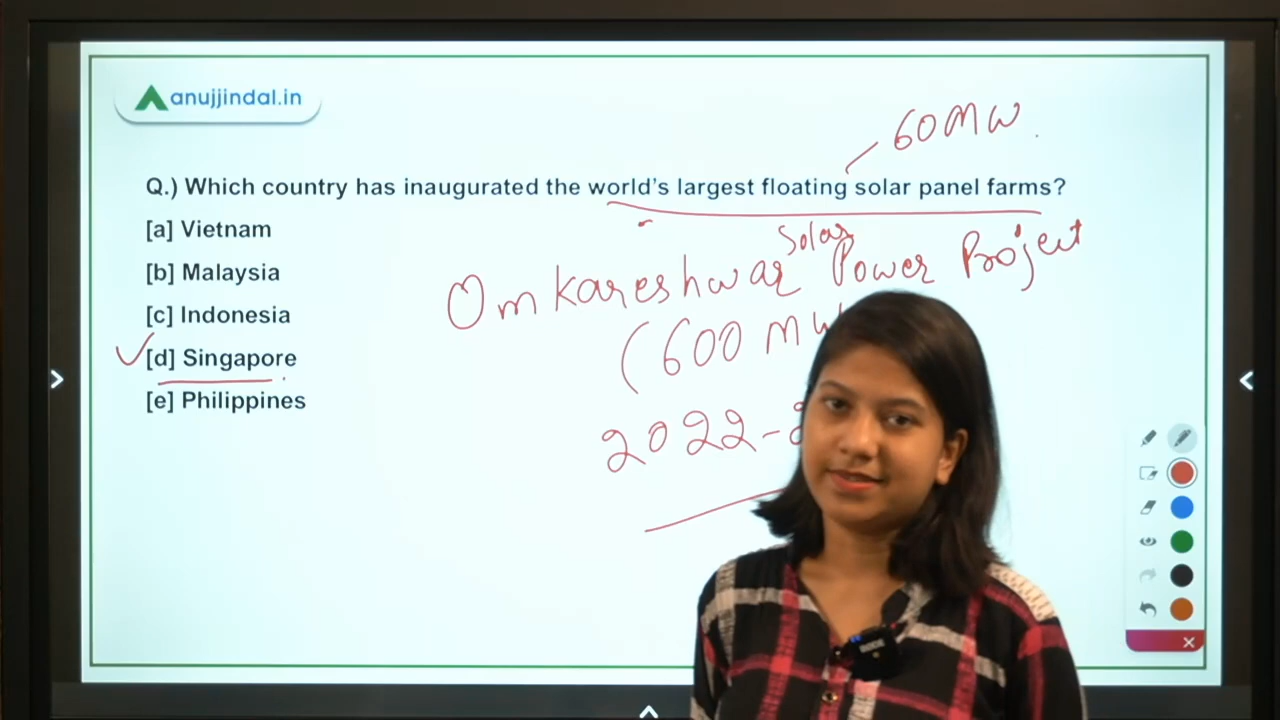 anujjindal.in
60MW
Q.) Which country has inaugurated the world's largest floating solar panel farms?
[a] Vietnam
[b] Malaysia
[c] Indonesia
[d] Singapore
[e] Philippines
Solar
Omkareshwar Power Project
(600 MW
2022-